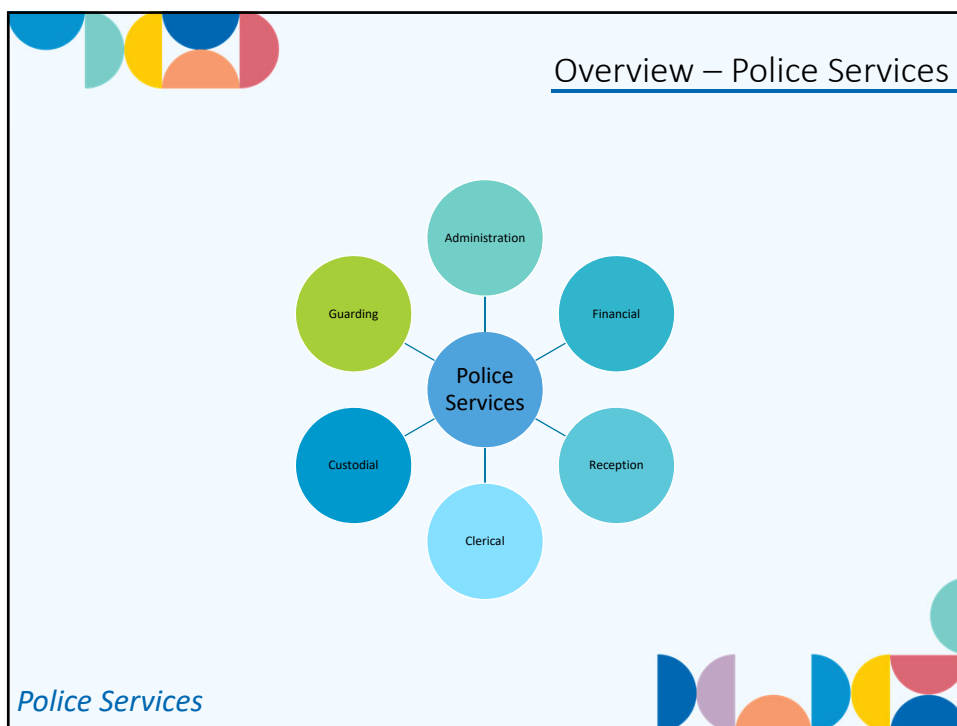 Overview – Police Services
Administration
Guarding
Financial
Police
Services
Custodial
Reception
Clerical
Police Services